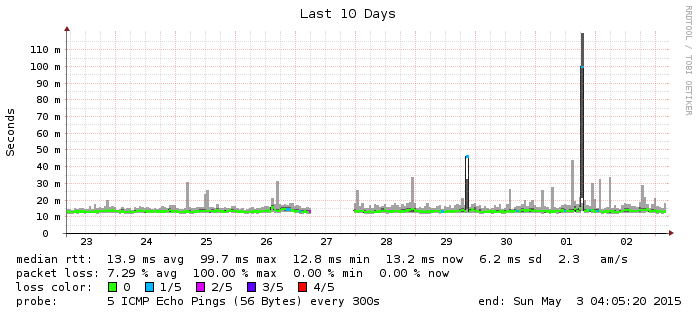 Last 10 Days
RRDTOOL / TOBI OETIKER
Seconds
110 m
100 m
90 m
80 m
70 m
60 m
50 m
40 m
30 m
20 m
10 m
0
23 24 25 26 27 28 29 30 01 02
median rtt: 13.9 ms avg 99.7 ms max 12.8 ms min 13.2 ms now 6.2 ms sd 2.3 am/s
packet loss: 7.29 % avg 100.00 % max 0.00 % min 0.00 % now
loss color: 0 1/5 2/5 3/5 4/5
probe: 5 ICMP Echo Pings (56 Bytes) every 300s end: Sun May 3 04:05:20 2015